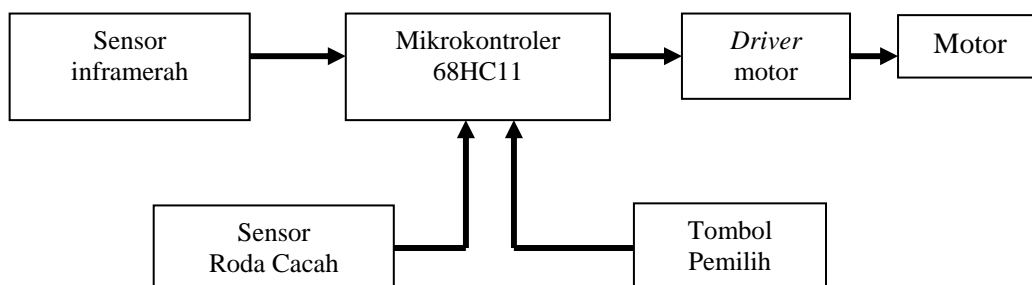 Sensor
inframerah
Mikrokontroler
68HC11
Driver
motor
Motor
Sensor
Roda Cacah
Tombol
Pemilih